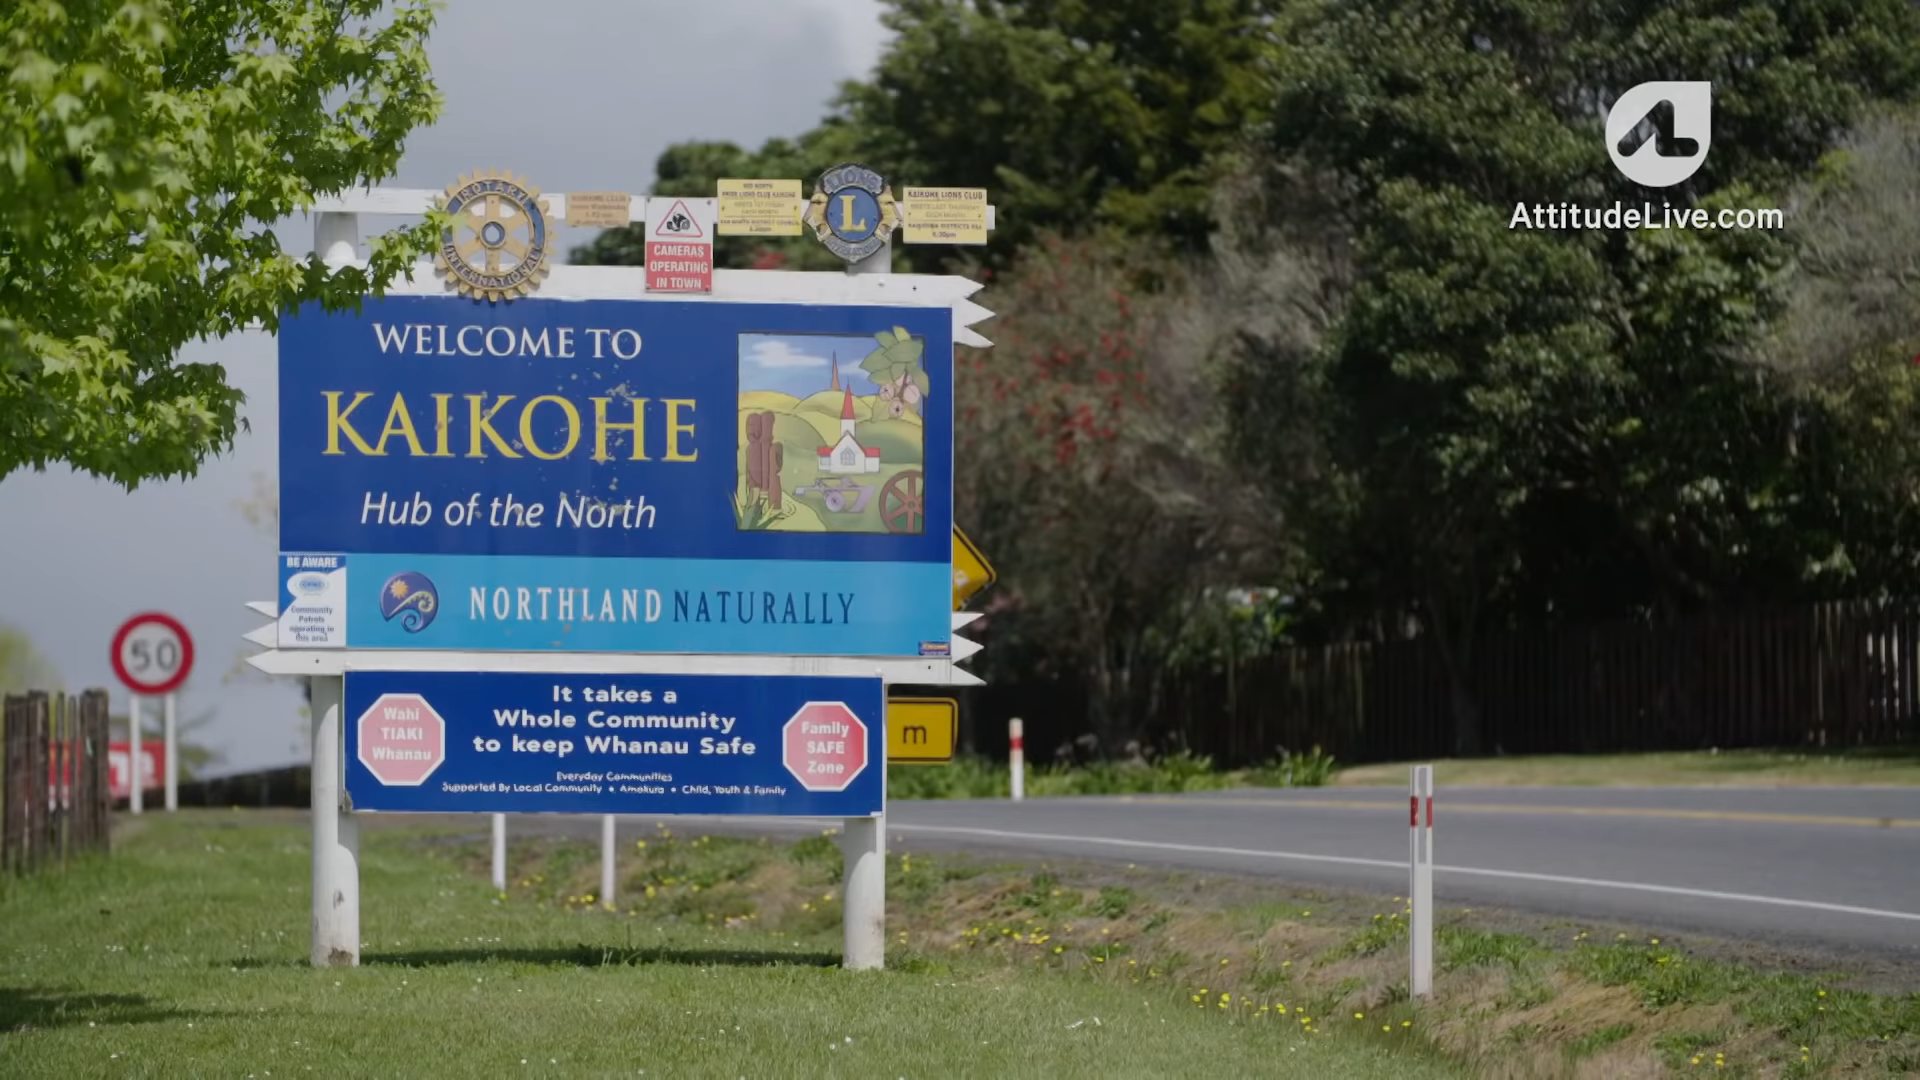 AttitudeLive.com
ROTARY
INTERNATIONAL
CAMERAS
OPERATING
IN TOWN
LIONS
L
KAIKOHE LIONS CLUB
WELCOME TO
KAIKOHE
Hub of the North
BE AWARE
Community
Patrols
operating in
this area
NORTHLAND NATURALLY
50
It takes a
Whole Community
to keep Whanau Safe
Wahi
TIAKI
Whanau
Family
SAFE
Zone
Everyday Communities
Supported By Local Community • Amokura • Child, Youth & Family
m